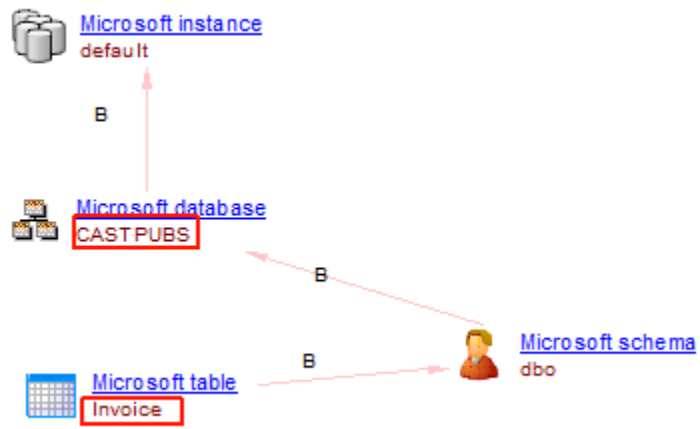 Microsoft instance
default
B
Microsoft database
CASTPUBS
B
Microsoft schema
dbo
B
Microsoft table
Invoice